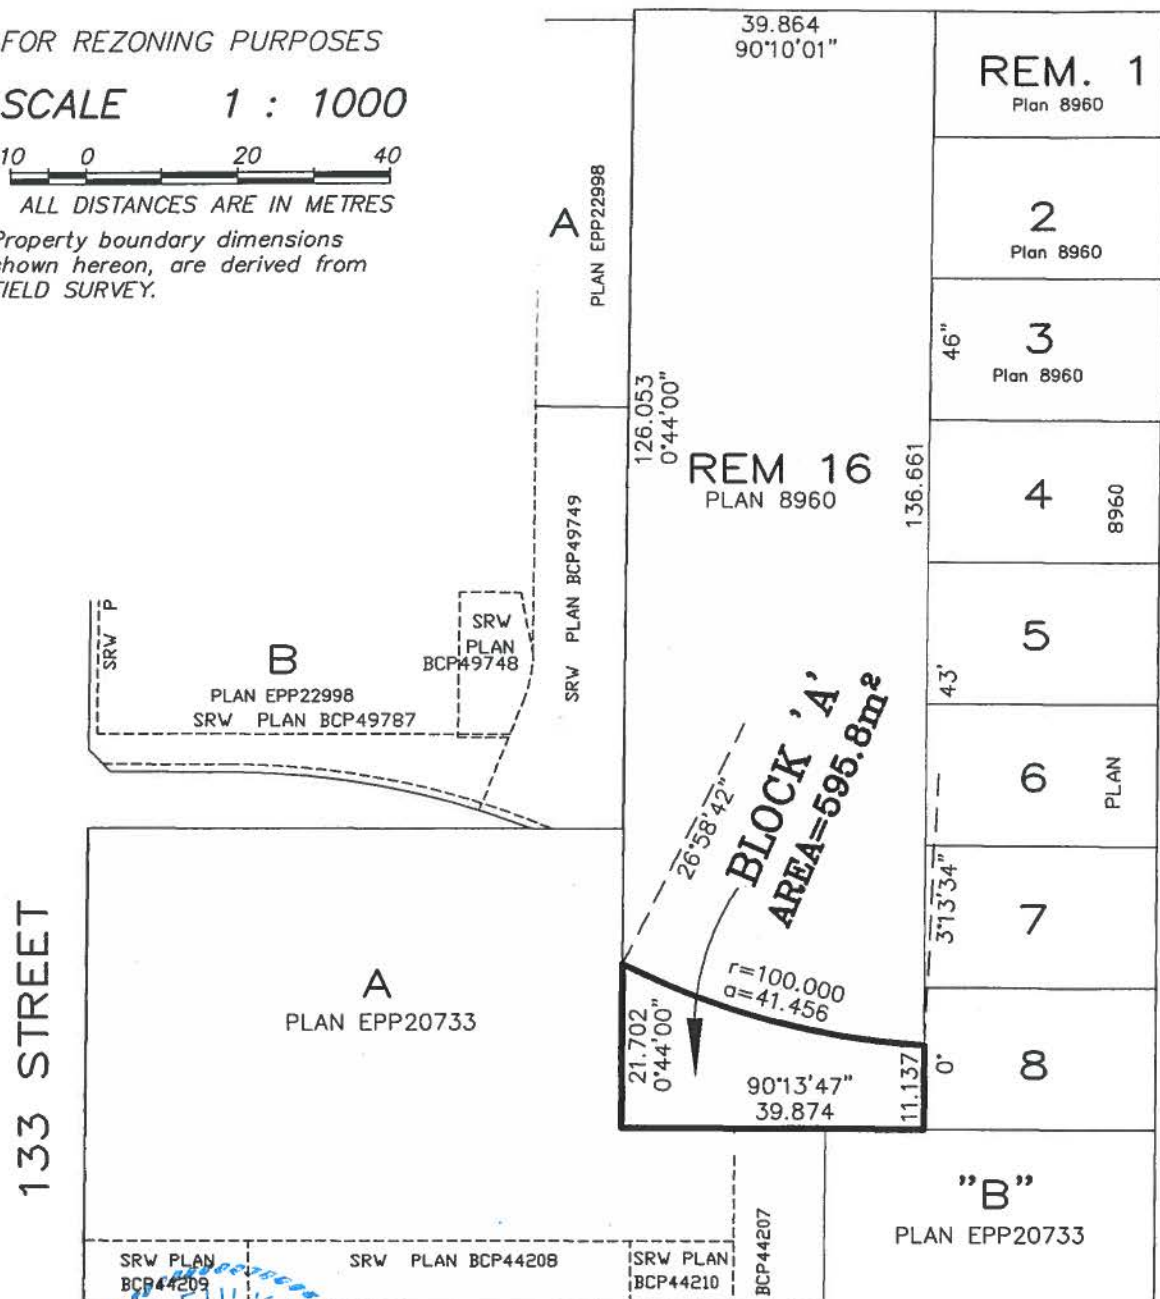 FOR REZONING PURPOSES
SCALE 1 : 1000
10 0 20 40
ALL DISTANCES ARE IN METRES
Property boundary dimensions
shown hereon, are derived from
FIELD SURVEY.
39.864
90°10'01"
REM. 1
Plan 8960
2
Plan 8960
3
Plan 8960
46"
4
8960
5
43'
6
PLAN
7
3°13'34"
8
0°
A
PLAN EPP22998
126.053
0°44'00"
REM 16
PLAN 8960
136.661
SRW PLAN BCP49749
SRW P
B
PLAN EPP22998
SRW PLAN BCP49787
SRW
PLAN
BCP49748
26°58'42"
BLOCK 'A'
AREA=595.8m²
r=100.000
a=41.456
21.702
0°44'00"
90°13'47"
39.874
11.137
133 STREET
A
PLAN EPP20733
"B"
PLAN EPP20733
SRW PLAN
BCP44209
SRW PLAN BCP44208
SRW PLAN
BCP44210
BCP44207